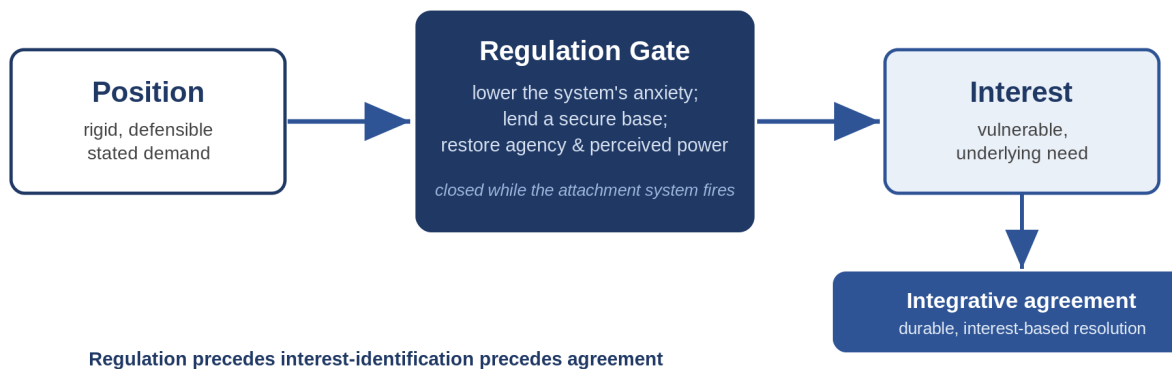 Position
rigid, defensible
stated demand
Regulation Gate
lower the system's anxiety;
lend a secure base;
restore agency & perceived power
closed while the attachment system fires
Interest
vulnerable,
underlying need
Integrative agreement
durable, interest-based resolution
Regulation precedes interest-identification precedes agreement